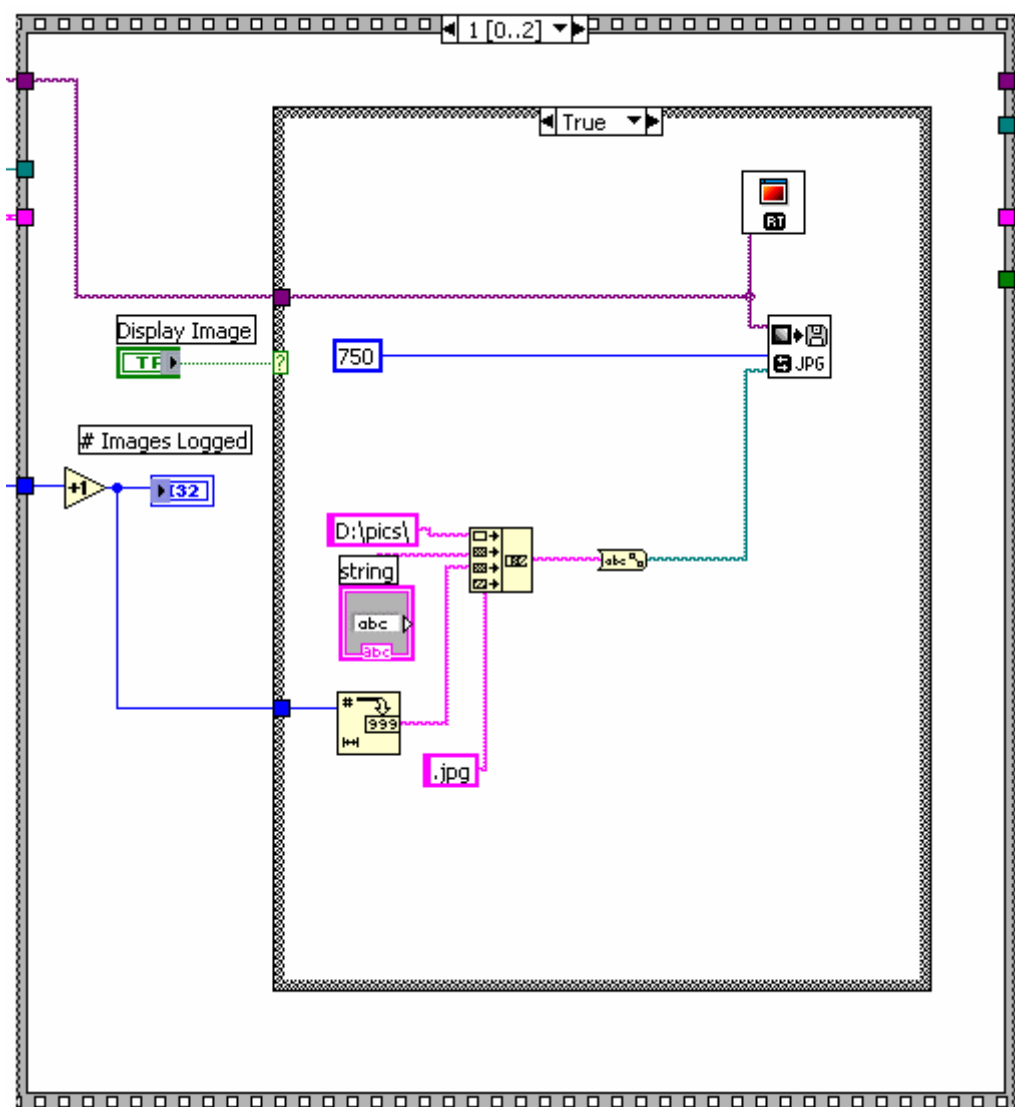 1 [0..2]
True
RT
Display Image
TF
?
750
JPG
# Images Logged
+1
I32
D:\pics\
string
abc
abc
abc
#
999
.jpg